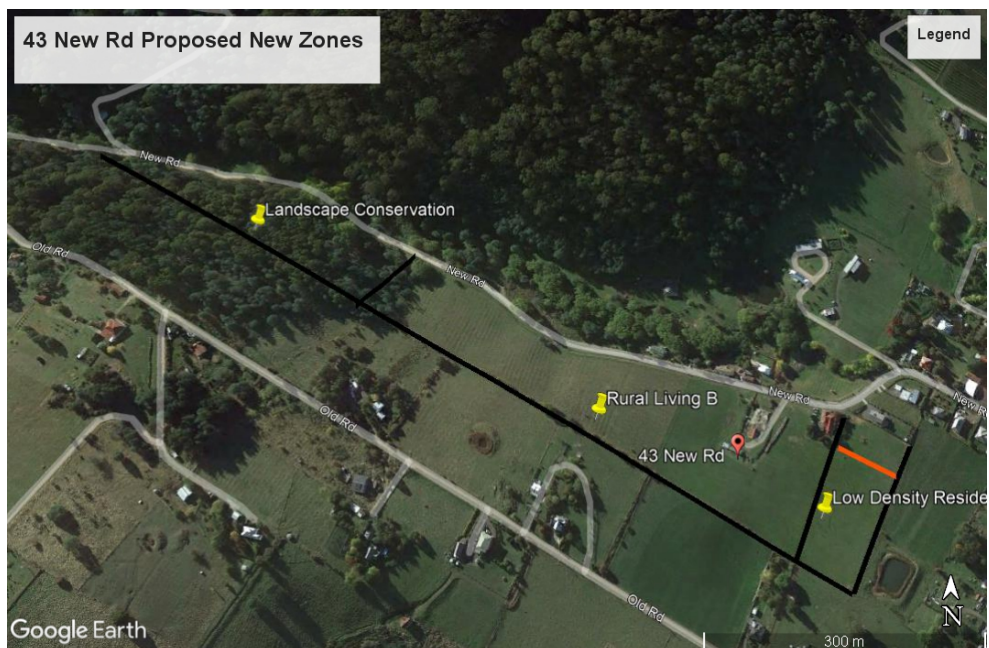 43 New Rd Proposed New Zones
Legend
New Rd
Landscape Conservation
Old Rd
New Rd
Rural Living B
New Rd
New Rd
Old Rd
43 New Rd
Low Density Reside
Old Rd
N
Google Earth
300 m